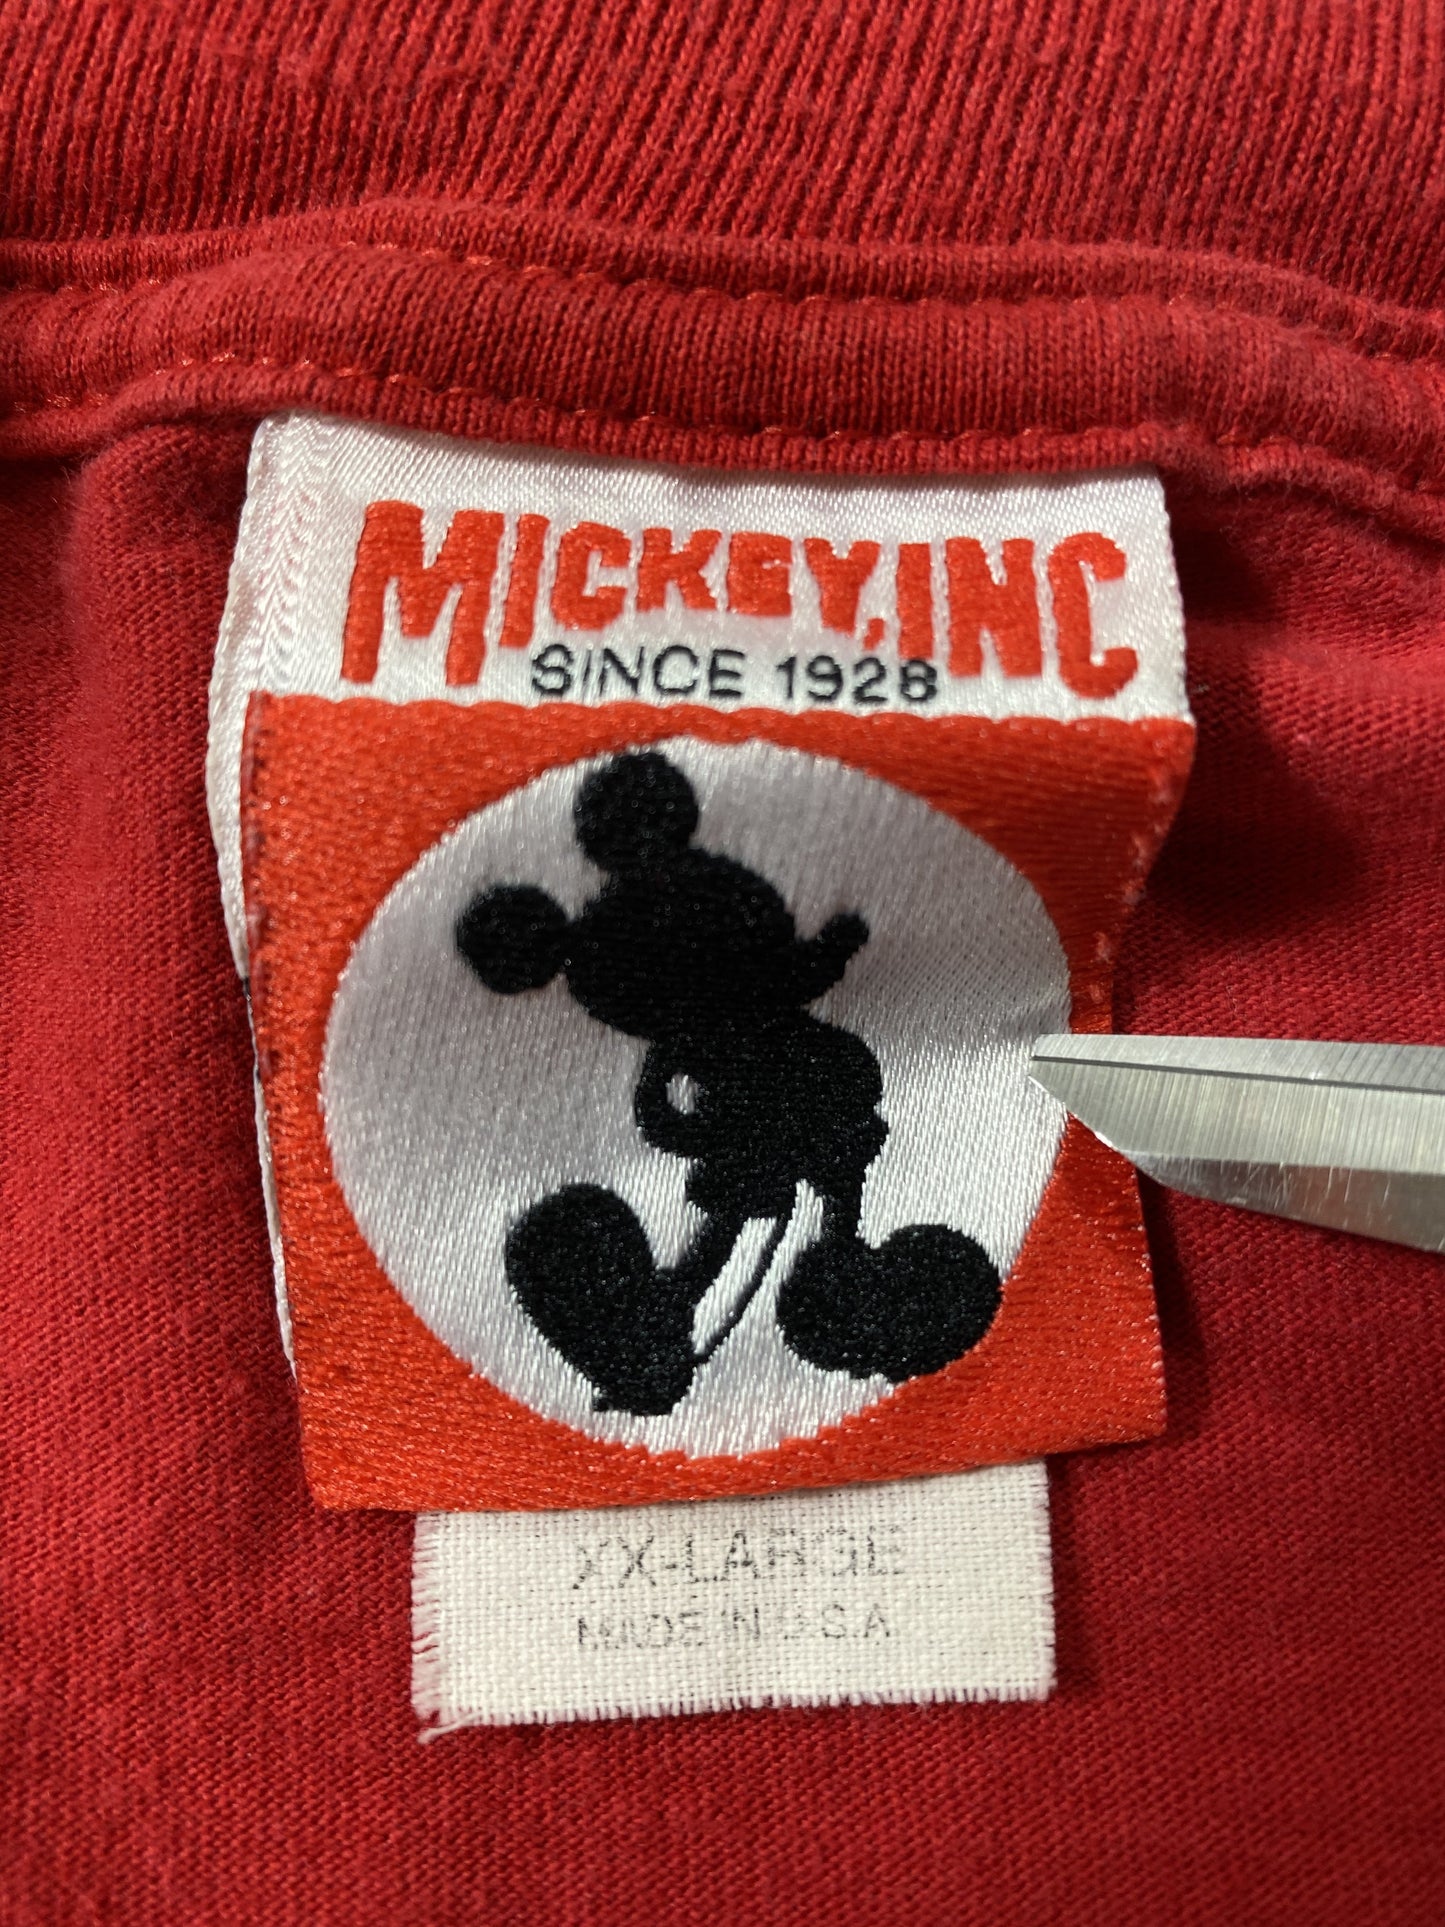 MICKEY, INC
SINCE 1928
XX-LARGE
MADE IN U.S.A